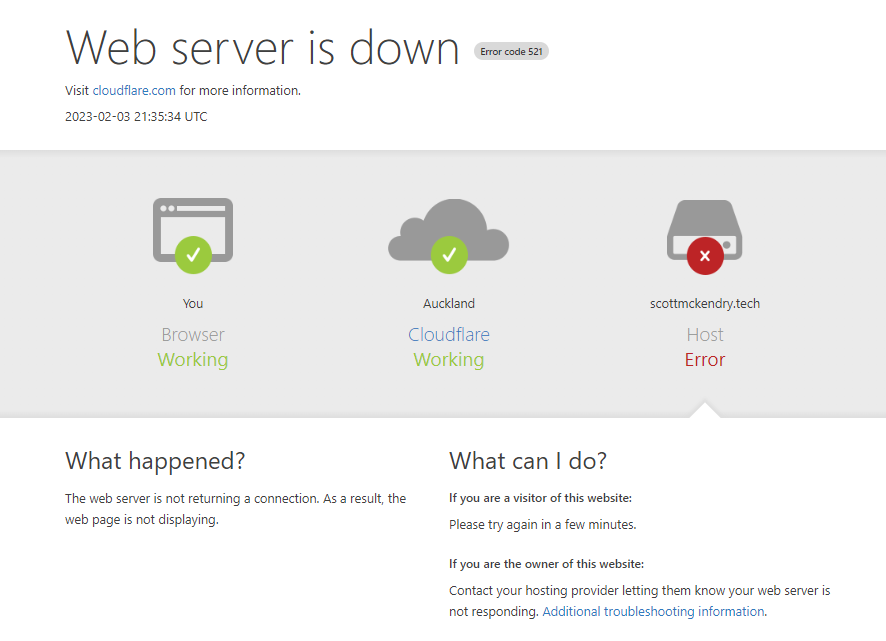 Web server is down Error code 521
Visit cloudflare.com for more information.
2023-02-03 21:35:34 UTC
You
Browser
Working
Auckland
Cloudflare
Working
scottmckendry.tech
Host
Error
What happened?
The web server is not returning a connection. As a result, the
web page is not displaying.
What can I do?
If you are a visitor of this website:
Please try again in a few minutes.
If you are the owner of this website:
Contact your hosting provider letting them know your web server is
not responding. Additional troubleshooting information.